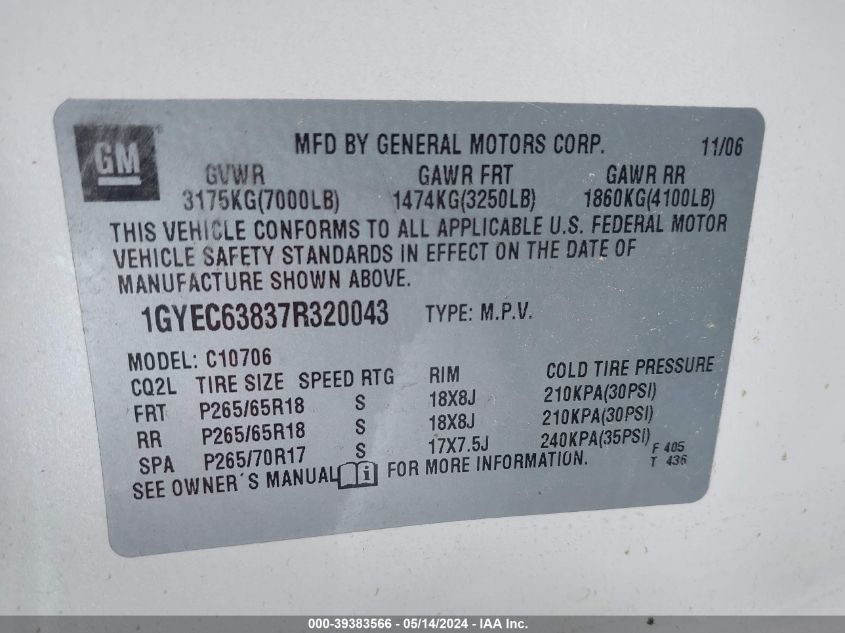 GM
MFD BY GENERAL MOTORS CORP. 11/06
GVWR GAWR FRT GAWR RR
3175KG(7000LB) 1474KG(3250LB) 1860KG(4100LB)
THIS VEHICLE CONFORMS TO ALL APPLICABLE U.S. FEDERAL MOTOR
VEHICLE SAFETY STANDARDS IN EFFECT ON THE DATE OF
MANUFACTURE SHOWN ABOVE.
1GYEC63837R320043 TYPE: M.P.V.
MODEL: C10706
CQ2L TIRE SIZE SPEED RTG RIM COLD TIRE PRESSURE
FRT P265/65R18 S 18X8J 210KPA(30PSI)
RR P265/65R18 S 18X8J 210KPA(30PSI)
SPA P265/70R17 S 17X7.5J 240KPA(35PSI)
SEE OWNER´S MANUAL FOR MORE INFORMATION.
F 405
T 436
000-39383566 - 05/14/2024 - IAA Inc.